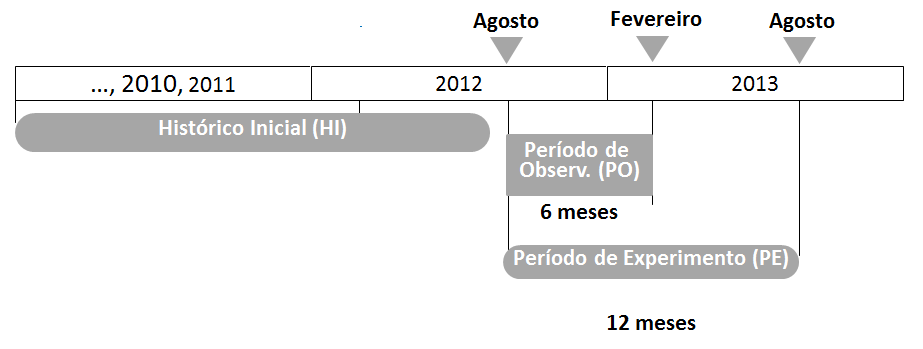 Agosto
Fevereiro
Agosto
..., 2010, 2011
2012
2013
Histórico Inicial (HI)
Período de
Observ. (PO)
6 meses
Período de Experimento (PE)
12 meses